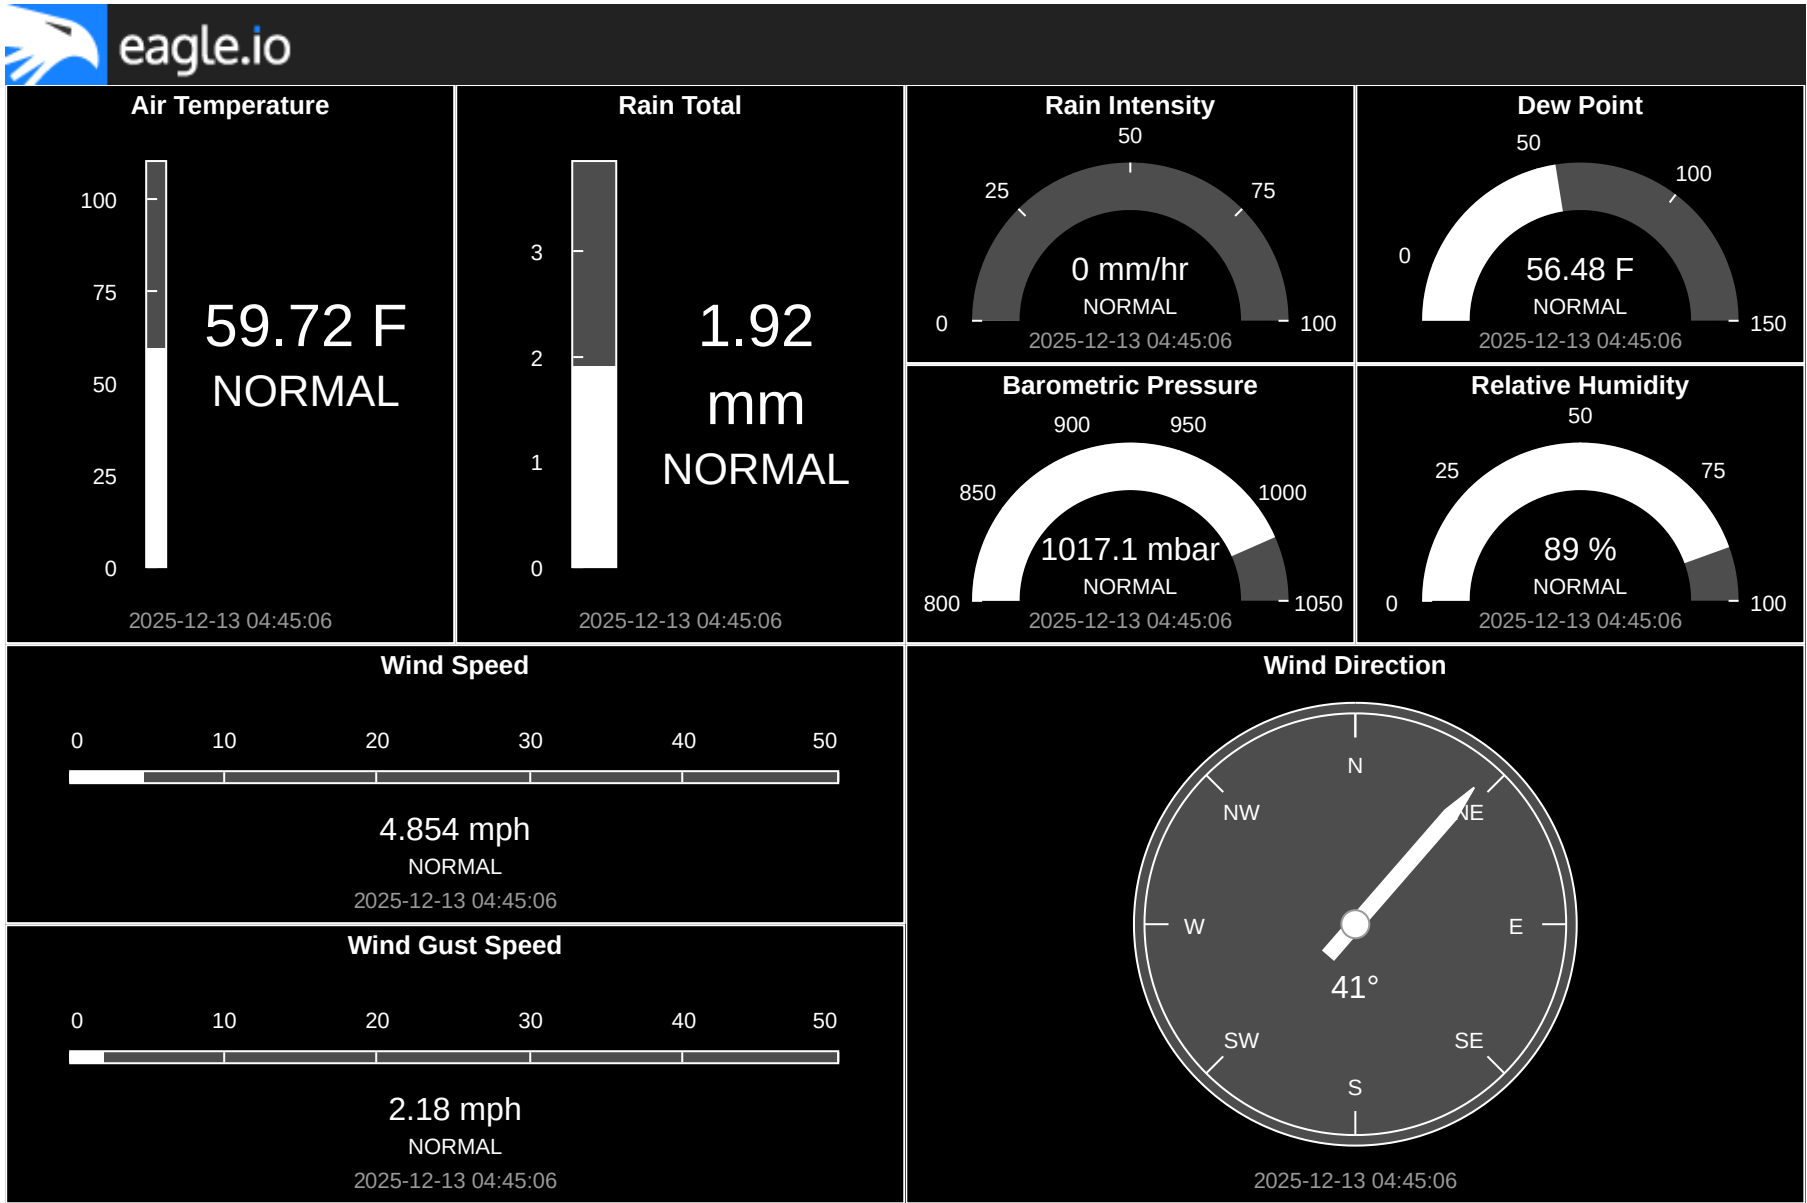 eagle.io
Air Temperature
100
75
50
25
0
59.72 F
NORMAL
2025-12-13 04:45:06
Rain Total
3
2
1
0
1.92
mm
NORMAL
2025-12-13 04:45:06
Rain Intensity
0
25
50
75
100
0 mm/hr
NORMAL
2025-12-13 04:45:06
Dew Point
0
50
100
150
56.48 F
NORMAL
2025-12-13 04:45:06
Barometric Pressure
800
850
900
950
1000
1050
1017.1 mbar
NORMAL
2025-12-13 04:45:06
Relative Humidity
0
25
50
75
100
89 %
NORMAL
2025-12-13 04:45:06
Wind Speed
0 10 20 30 40 50
4.854 mph
NORMAL
2025-12-13 04:45:06
Wind Gust Speed
0 10 20 30 40 50
2.18 mph
NORMAL
2025-12-13 04:45:06
Wind Direction
N
NW NE
W E
41°
SW SE
S
2025-12-13 04:45:06